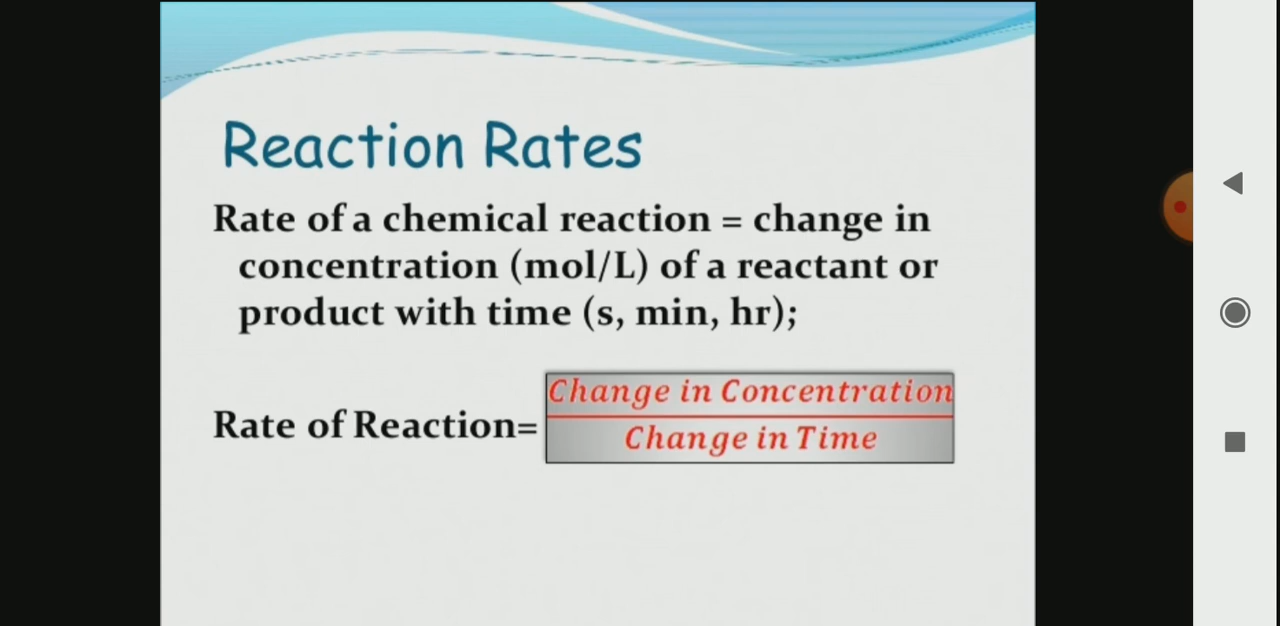 Reaction Rates
Rate of a chemical reaction = change in
concentration (mol/L) of a reactant or
product with time (s, min, hr);
Change in Concentration
Rate of Reaction=
Change in Time